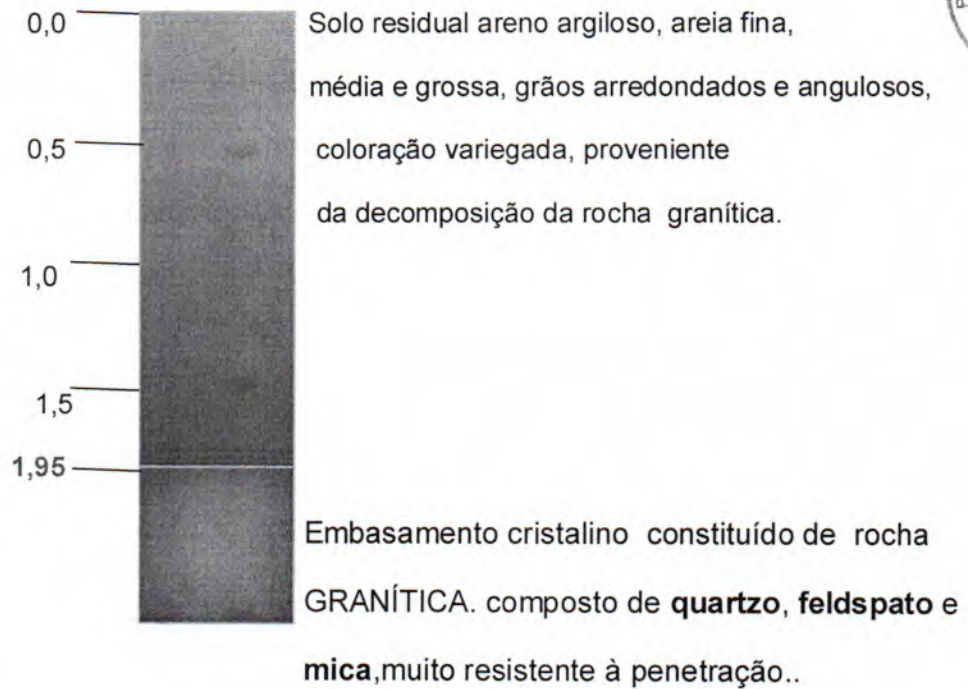 0,0
Solo residual areno argiloso, areia fina,
média e grossa, grãos arredondados e angulosos,
0,5
coloração variegada, proveniente
da decomposição da rocha granítica.
1,0
1,5
1,95
Embasamento cristalino constituído de rocha
GRANÍTICA. composto de quartzo, feldspato e
mica,muito resistente à penetração..